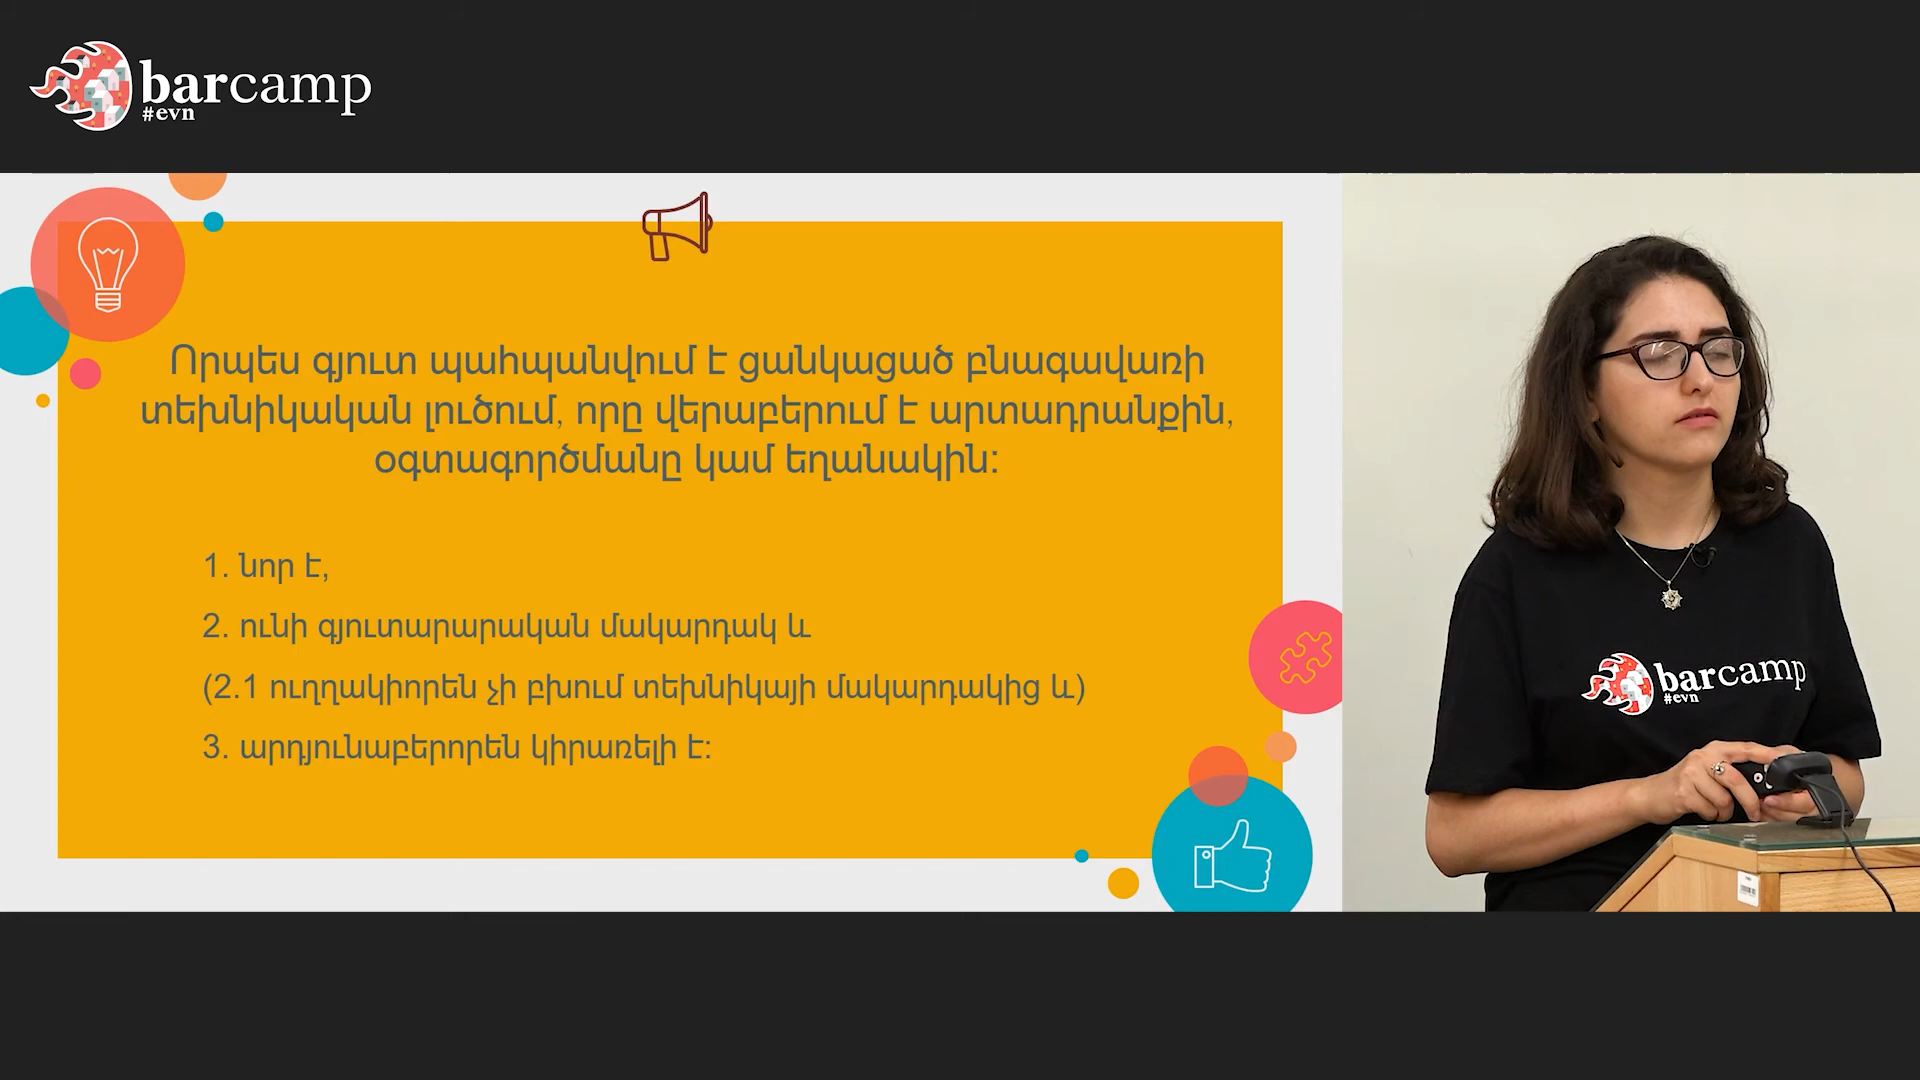 barcamp
#evn
Որպես գյուտ պահպանվում է ցանկացած բնագավառի
տեխնիկական լուծում, որը վերաբերում է արտադրանքին,
օգտագործմանը կամ եղանակին:
1. նոր է,
2. ունի գյուտարարական մակարդակ և
(2.1 ուղղակիորեն չի բխում տեխնիկայի մակարդակից և)
3. արդյունաբերորեն կիրառելի է:
barcamp
#evn